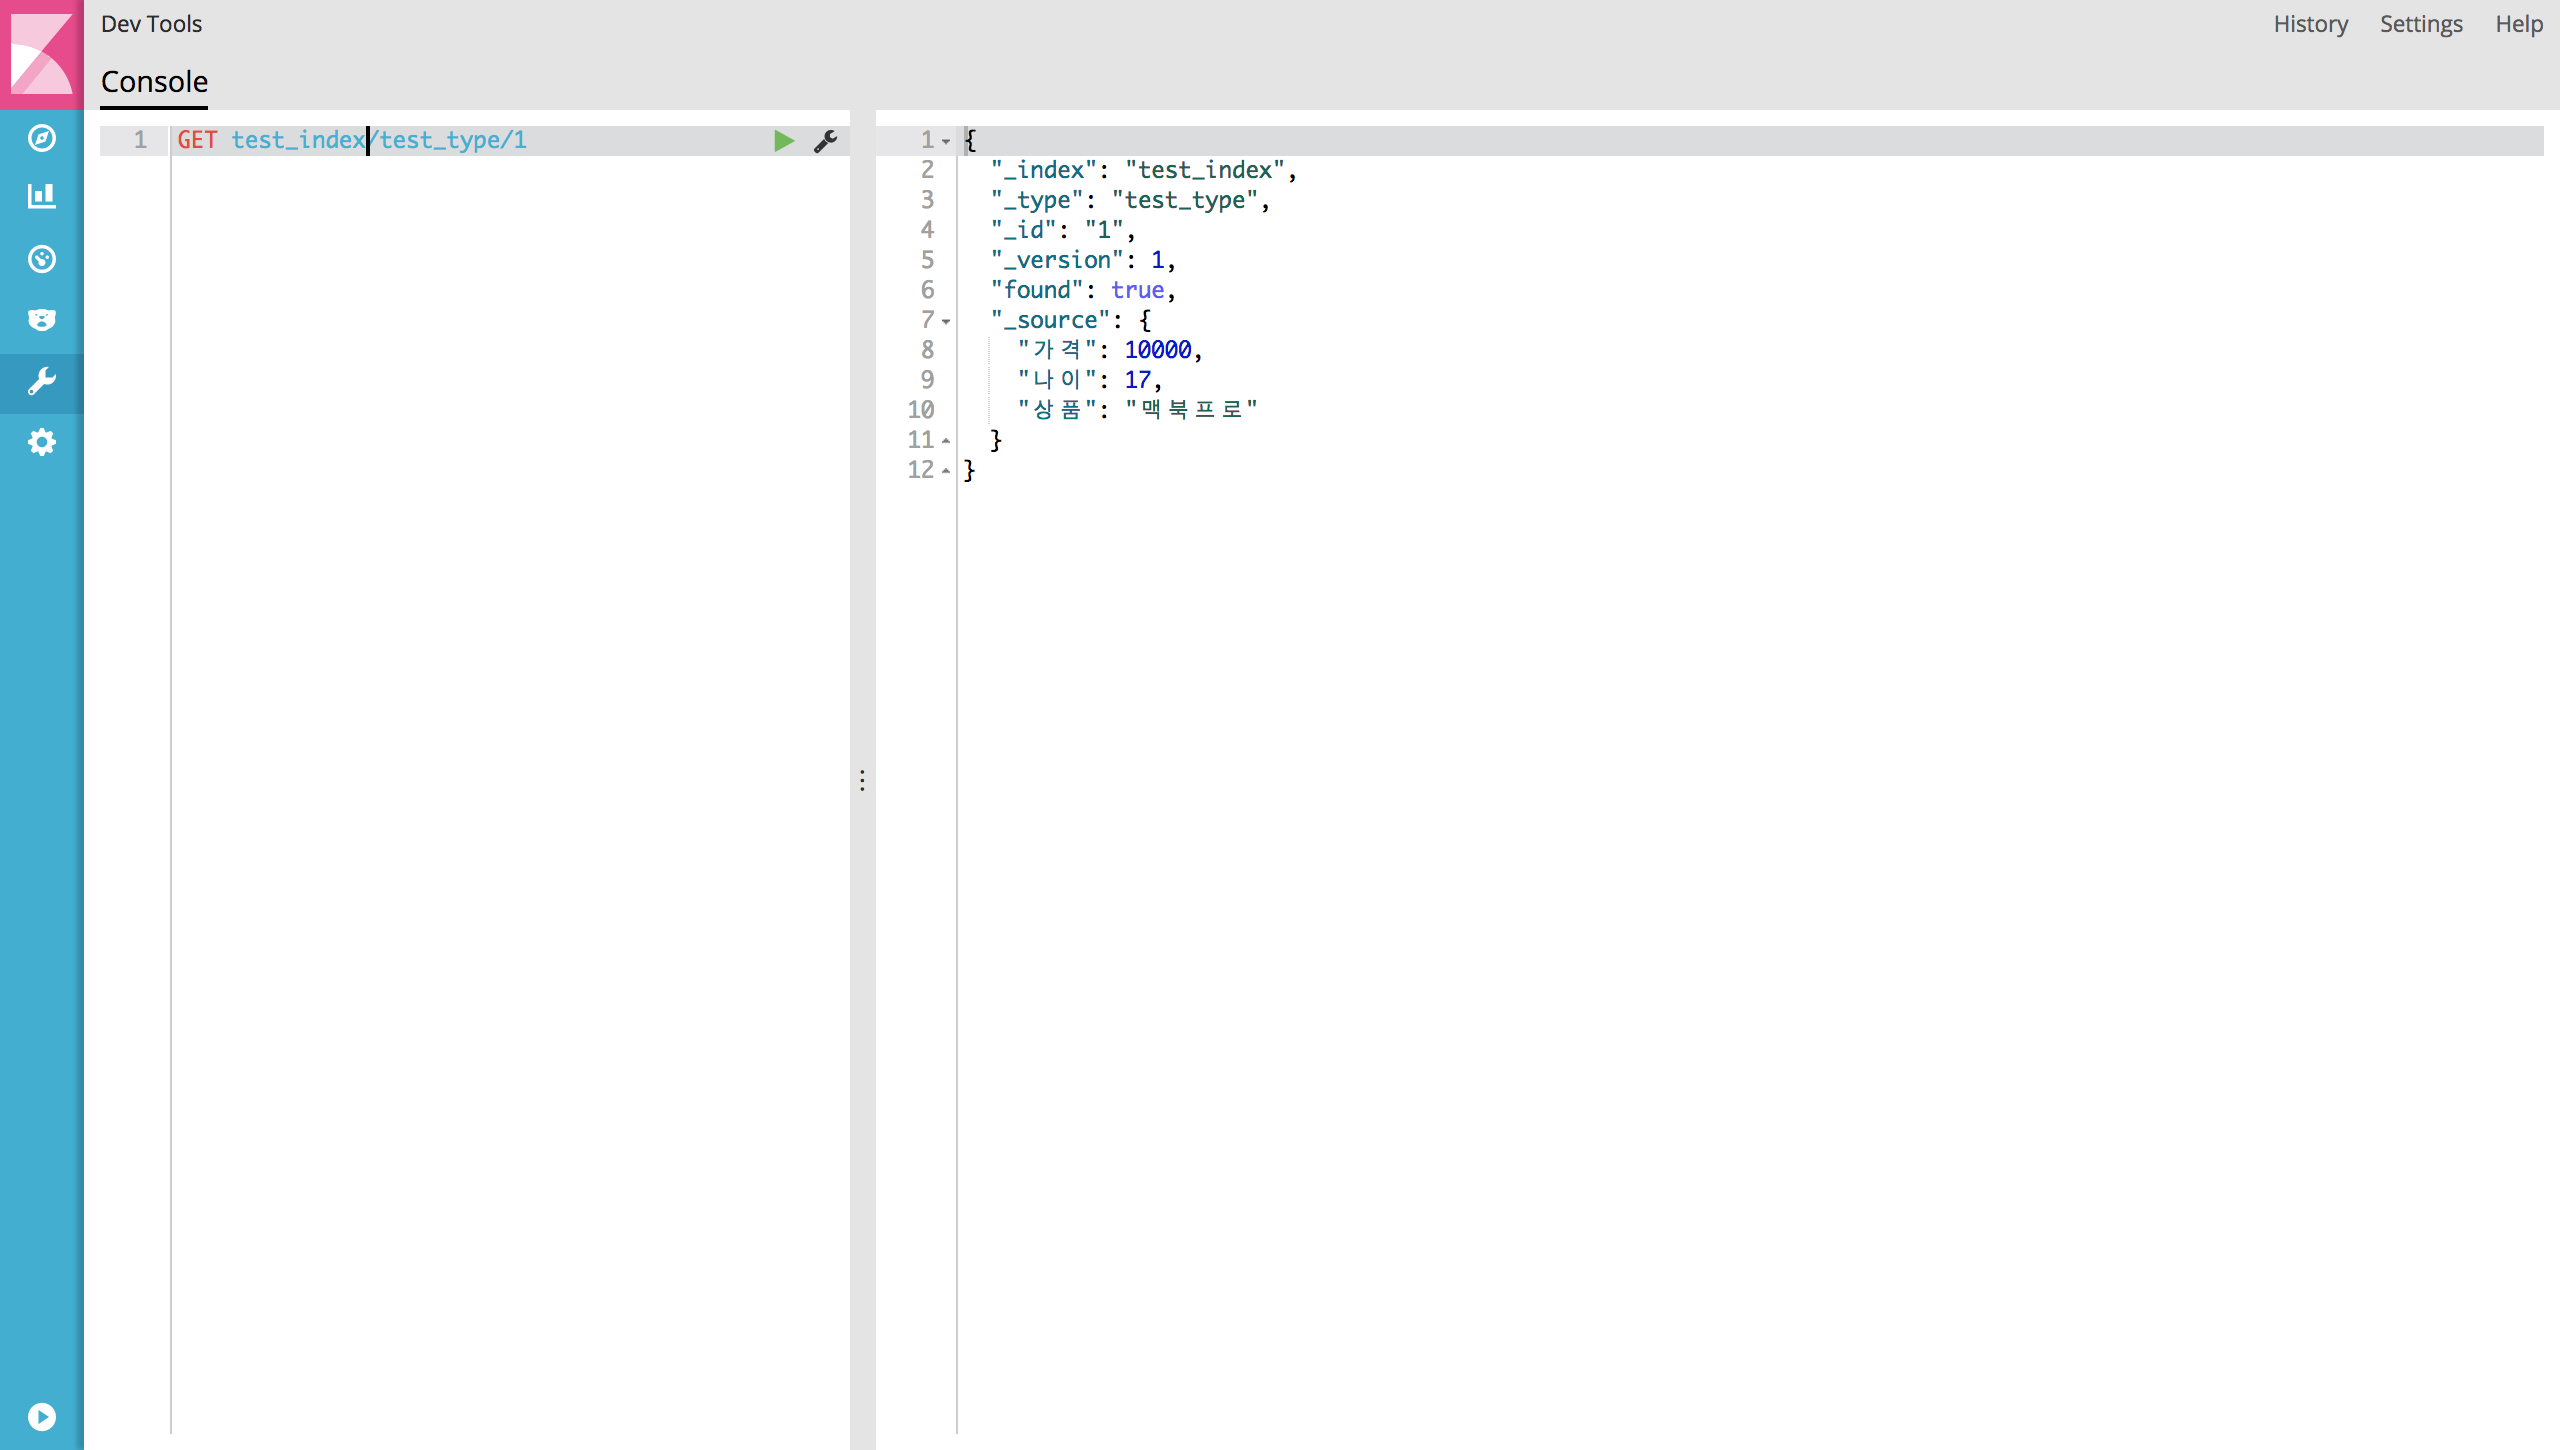 Dev Tools
History Settings Help
Console
1 GET test_index/test_type/1
1 {
2 "_index": "test_index",
3 "_type": "test_type",
4 "_id": "1",
5 "_version": 1,
6 "found": true,
7 "_source": {
8 "가격": 10000,
9 "나이": 17,
10 "상품": "맥북프로"
11 }
12 }